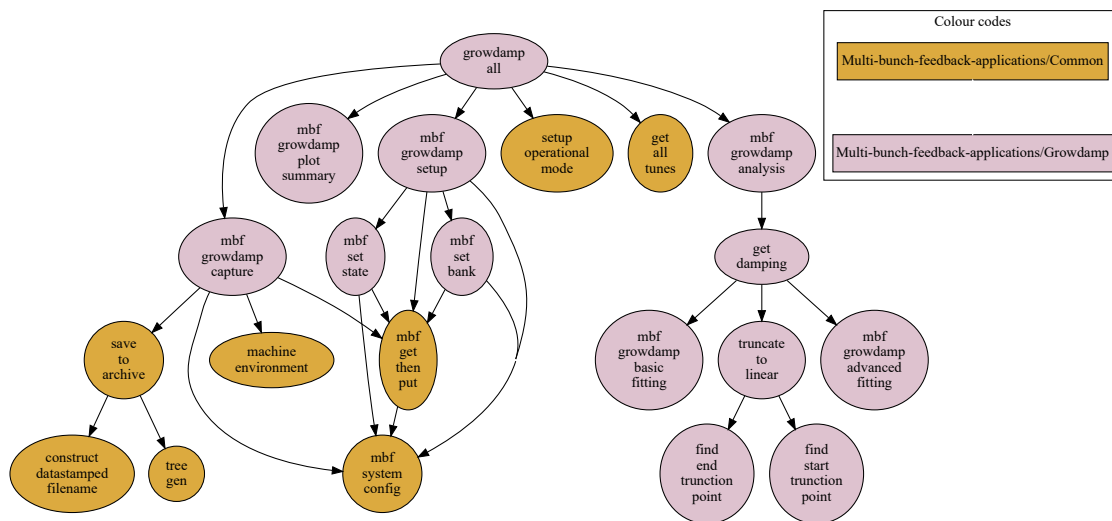 Colour codes
Multi-bunch-feedback-applications/Common
Multi-bunch-feedback-applications/Growdamp
growdamp
all
mbf
growdamp
plot
summary
mbf
growdamp
setup
setup
operational
mode
get
all
tunes
mbf
growdamp
analysis
mbf
growdamp
capture
mbf
set
state
mbf
set
bank
get
damping
save
to
archive
machine
environment
mbf
get
then
put
mbf
growdamp
basic
fitting
truncate
to
linear
mbf
growdamp
advanced
fitting
construct
datastamped
filename
tree
gen
mbf
system
config
find
end
trunction
point
find
start
trunction
point